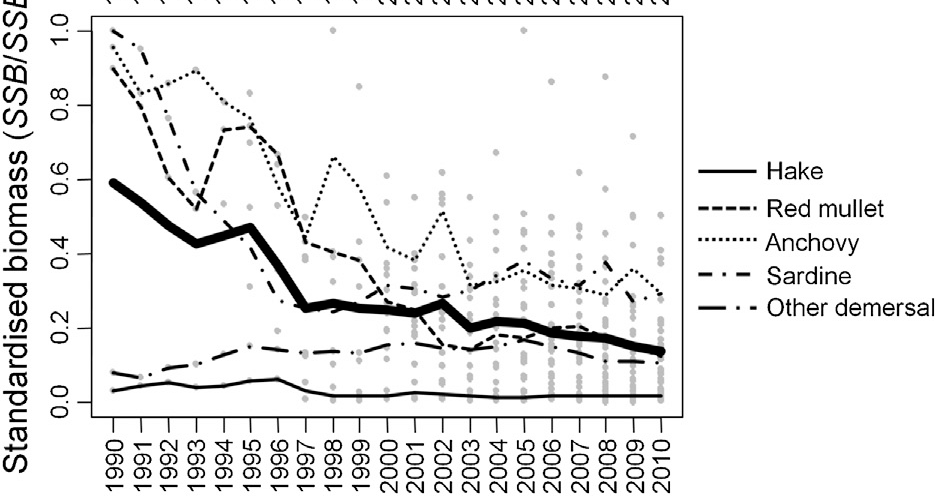 Standardised biomass (SSB/SSB
1.0
0.8
0.6
0.4
0.2
0.0
1990 1991 1992 1993 1994 1995 1996 1997 1998 1999 2000 2001 2002 2003 2004 2005 2006 2007 2008 2009 2010
Hake
Red mullet
Anchovy
Sardine
Other demersal